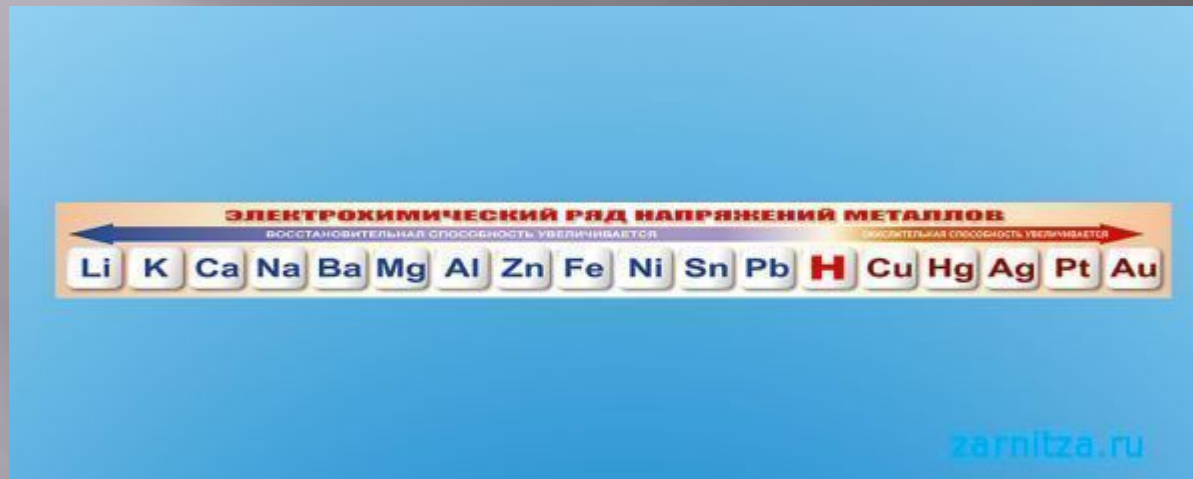 ЭЛЕКТРОХИМИЧЕСКИЙ РЯД НАПРЯЖЕНИЙ МЕТАЛЛОВ
ВОССТАНОВИТЕЛЬНАЯ СПОСОБНОСТЬ УВЕЛИЧИВАЕТСЯ ОКИСЛИТЕЛЬНАЯ СПОСОБНОСТЬ УВЕЛИЧИВАЕТСЯ
Li K Ca Na Ba Mg Al Zn Fe Ni Sn Pb H Cu Hg Ag Pt Au
zarnitza.ru